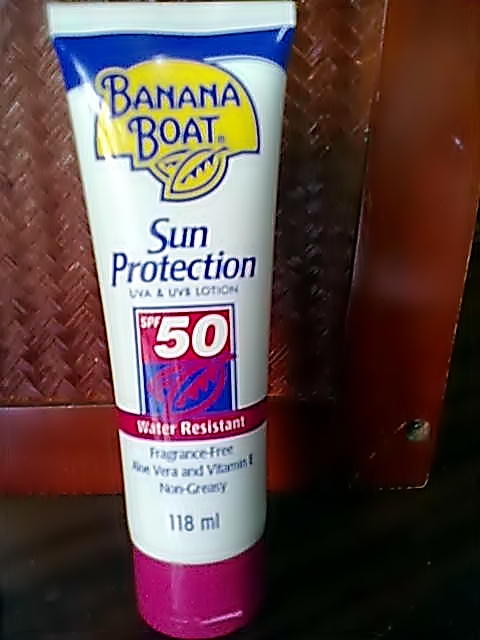 BANANA
BOAT®
Sun
Protection
UVA & UVB LOTION
SPF 50
Water Resistant
Fragrance-Free
Aloe Vera and Vitamin E
Non-Greasy
118 ml